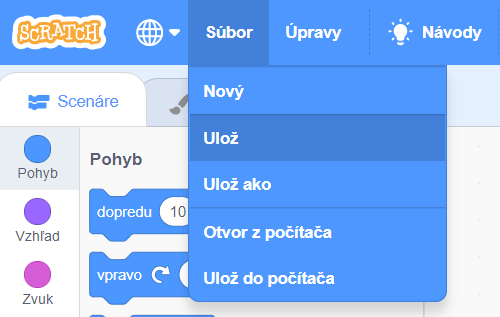 SCRATCH Súbor Úpravy Návody
Nový
Ulož
Ulož ako
Otvor z počítača
Ulož do počítača
Scenáre
Pohyb
Vzhľad
Zvuk
Pohyb
dopredu 10
vpravo